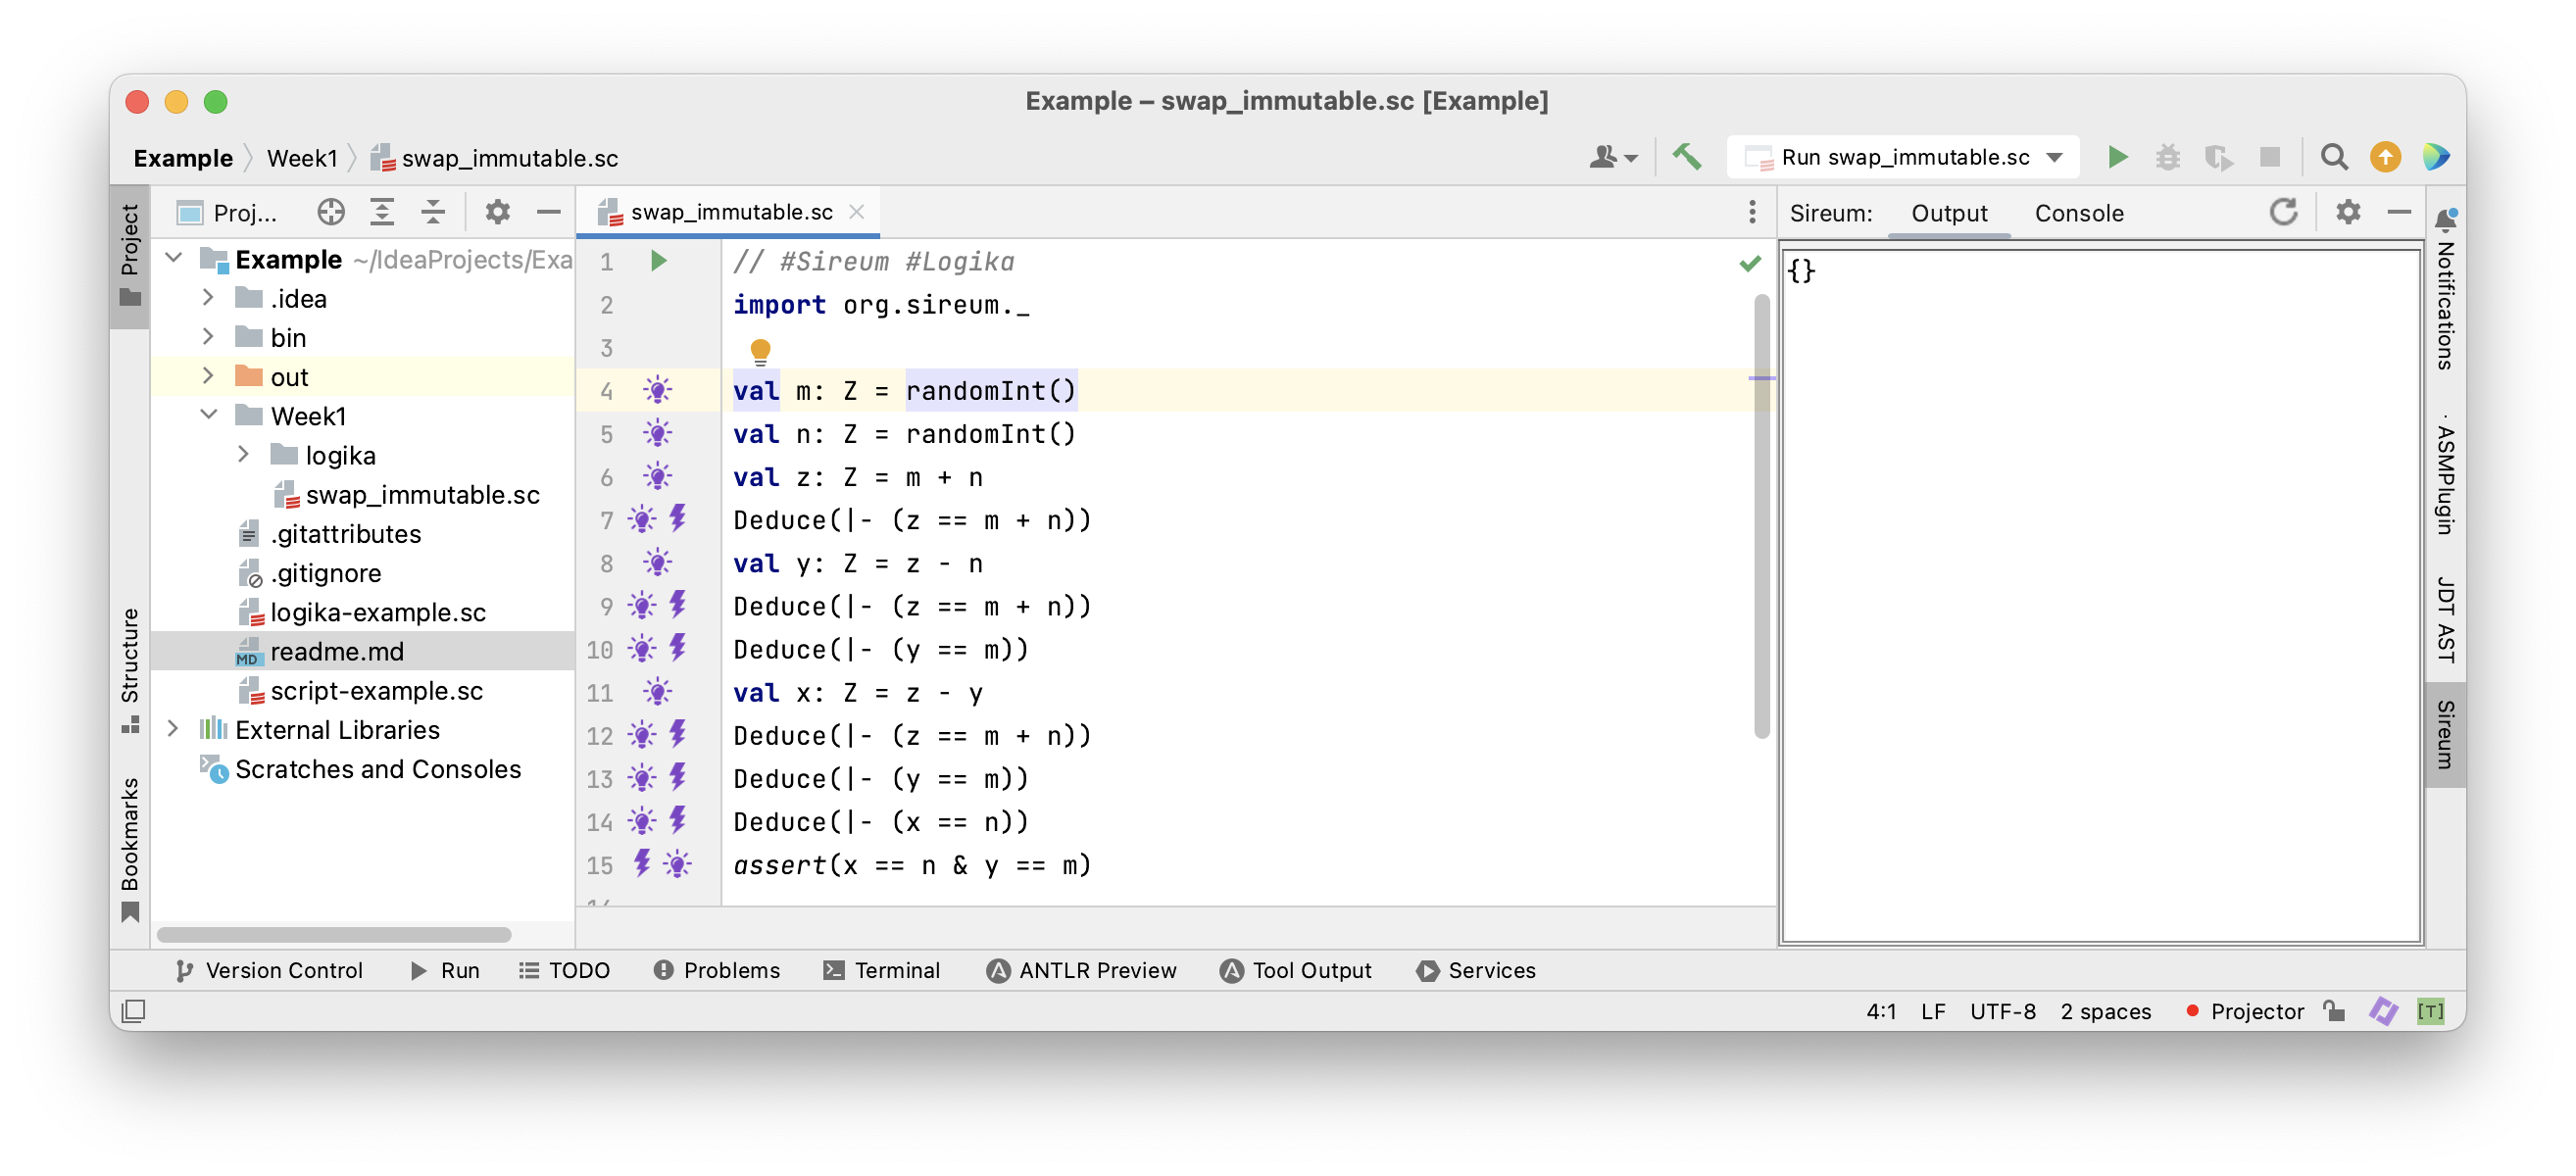 Example – swap_immutable.sc [Example]
Example Week1 swap_immutable.sc
Run swap_immutable.sc
Project
Structure
Bookmarks
Proj...
Example ~/IdeaProjects/Exa
.idea
bin
out
Week1
logika
swap_immutable.sc
.gitattributes
.gitignore
logika-example.sc
MD readme.md
script-example.sc
External Libraries
Scratches and Consoles
swap_immutable.sc
1 // #Sireum #Logika
2 import org.sireum._
3
4 val m: Z = randomInt()
5 val n: Z = randomInt()
6 val z: Z = m + n
7 Deduce(|- (z == m + n))
8 val y: Z = z - n
9 Deduce(|- (z == m + n))
10 Deduce(|- (y == m))
11 val x: Z = z - y
12 Deduce(|- (z == m + n))
13 Deduce(|- (y == m))
14 Deduce(|- (x == n))
15 assert(x == n & y == m)
Sireum: Output Console
{}
Notifications
ASMPlugin
JDT AST
Sireum
Version Control Run TODO Problems Terminal ANTLR Preview Tool Output Services
4:1 LF UTF-8 2 spaces Projector [T]